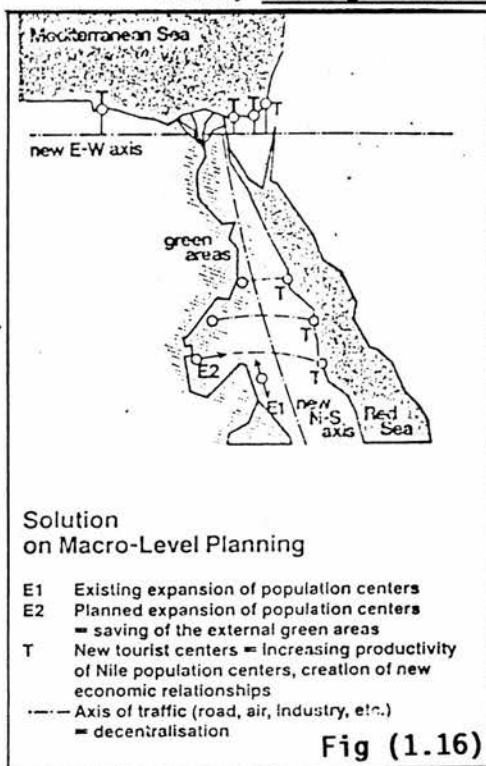 Mediterranean Sea
T
T
T
T
new E-W axis
green
areas
T
T
E2
T
E1
new
N-S
axis
Red
Sea
Solution
on Macro-Level Planning
E1 Existing expansion of population centers
E2 Planned expansion of population centers
= saving of the external green areas
T New tourist centers = Increasing productivity
of Nile population centers, creation of new
economic relationships
—·—·— Axis of traffic (road, air, industry, etc.)
= decentralisation
Fig (1.16)